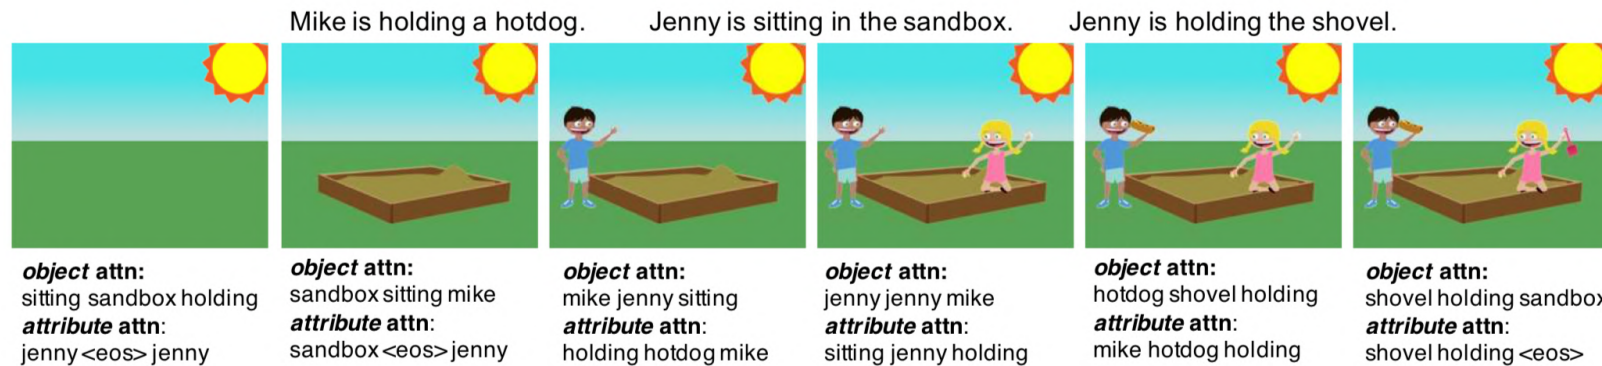 Mike is holding a hotdog. Jenny is sitting in the sandbox. Jenny is holding the shovel.
object attn:
sitting sandbox holding
attribute attn:
jenny <eos> jenny
object attn:
sandbox sitting mike
attribute attn:
sandbox <eos> jenny
object attn:
mike jenny sitting
attribute attn:
holding hotdog mike
object attn:
jenny jenny mike
attribute attn:
sitting jenny holding
object attn:
hotdog shovel holding
attribute attn:
mike hotdog holding
object attn:
shovel holding sandbox
attribute attn:
shovel holding <eos>